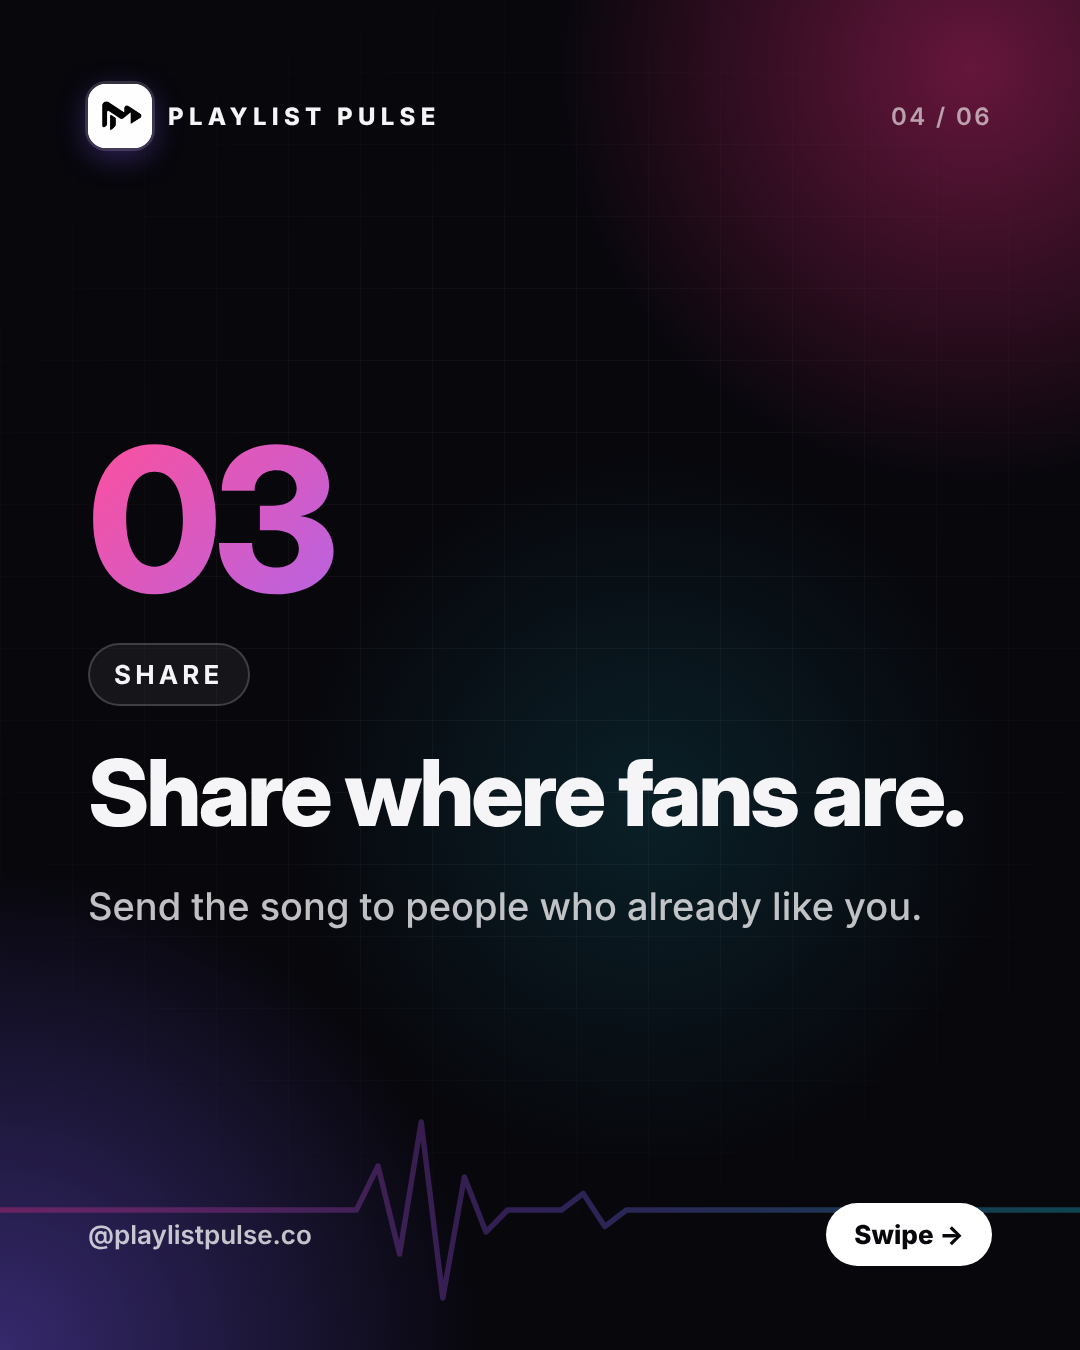 PLAYLIST PULSE
04 / 06
03
SHARE
Share where fans are.
Send the song to people who already like you.
@playlistpulse.co
Swipe →